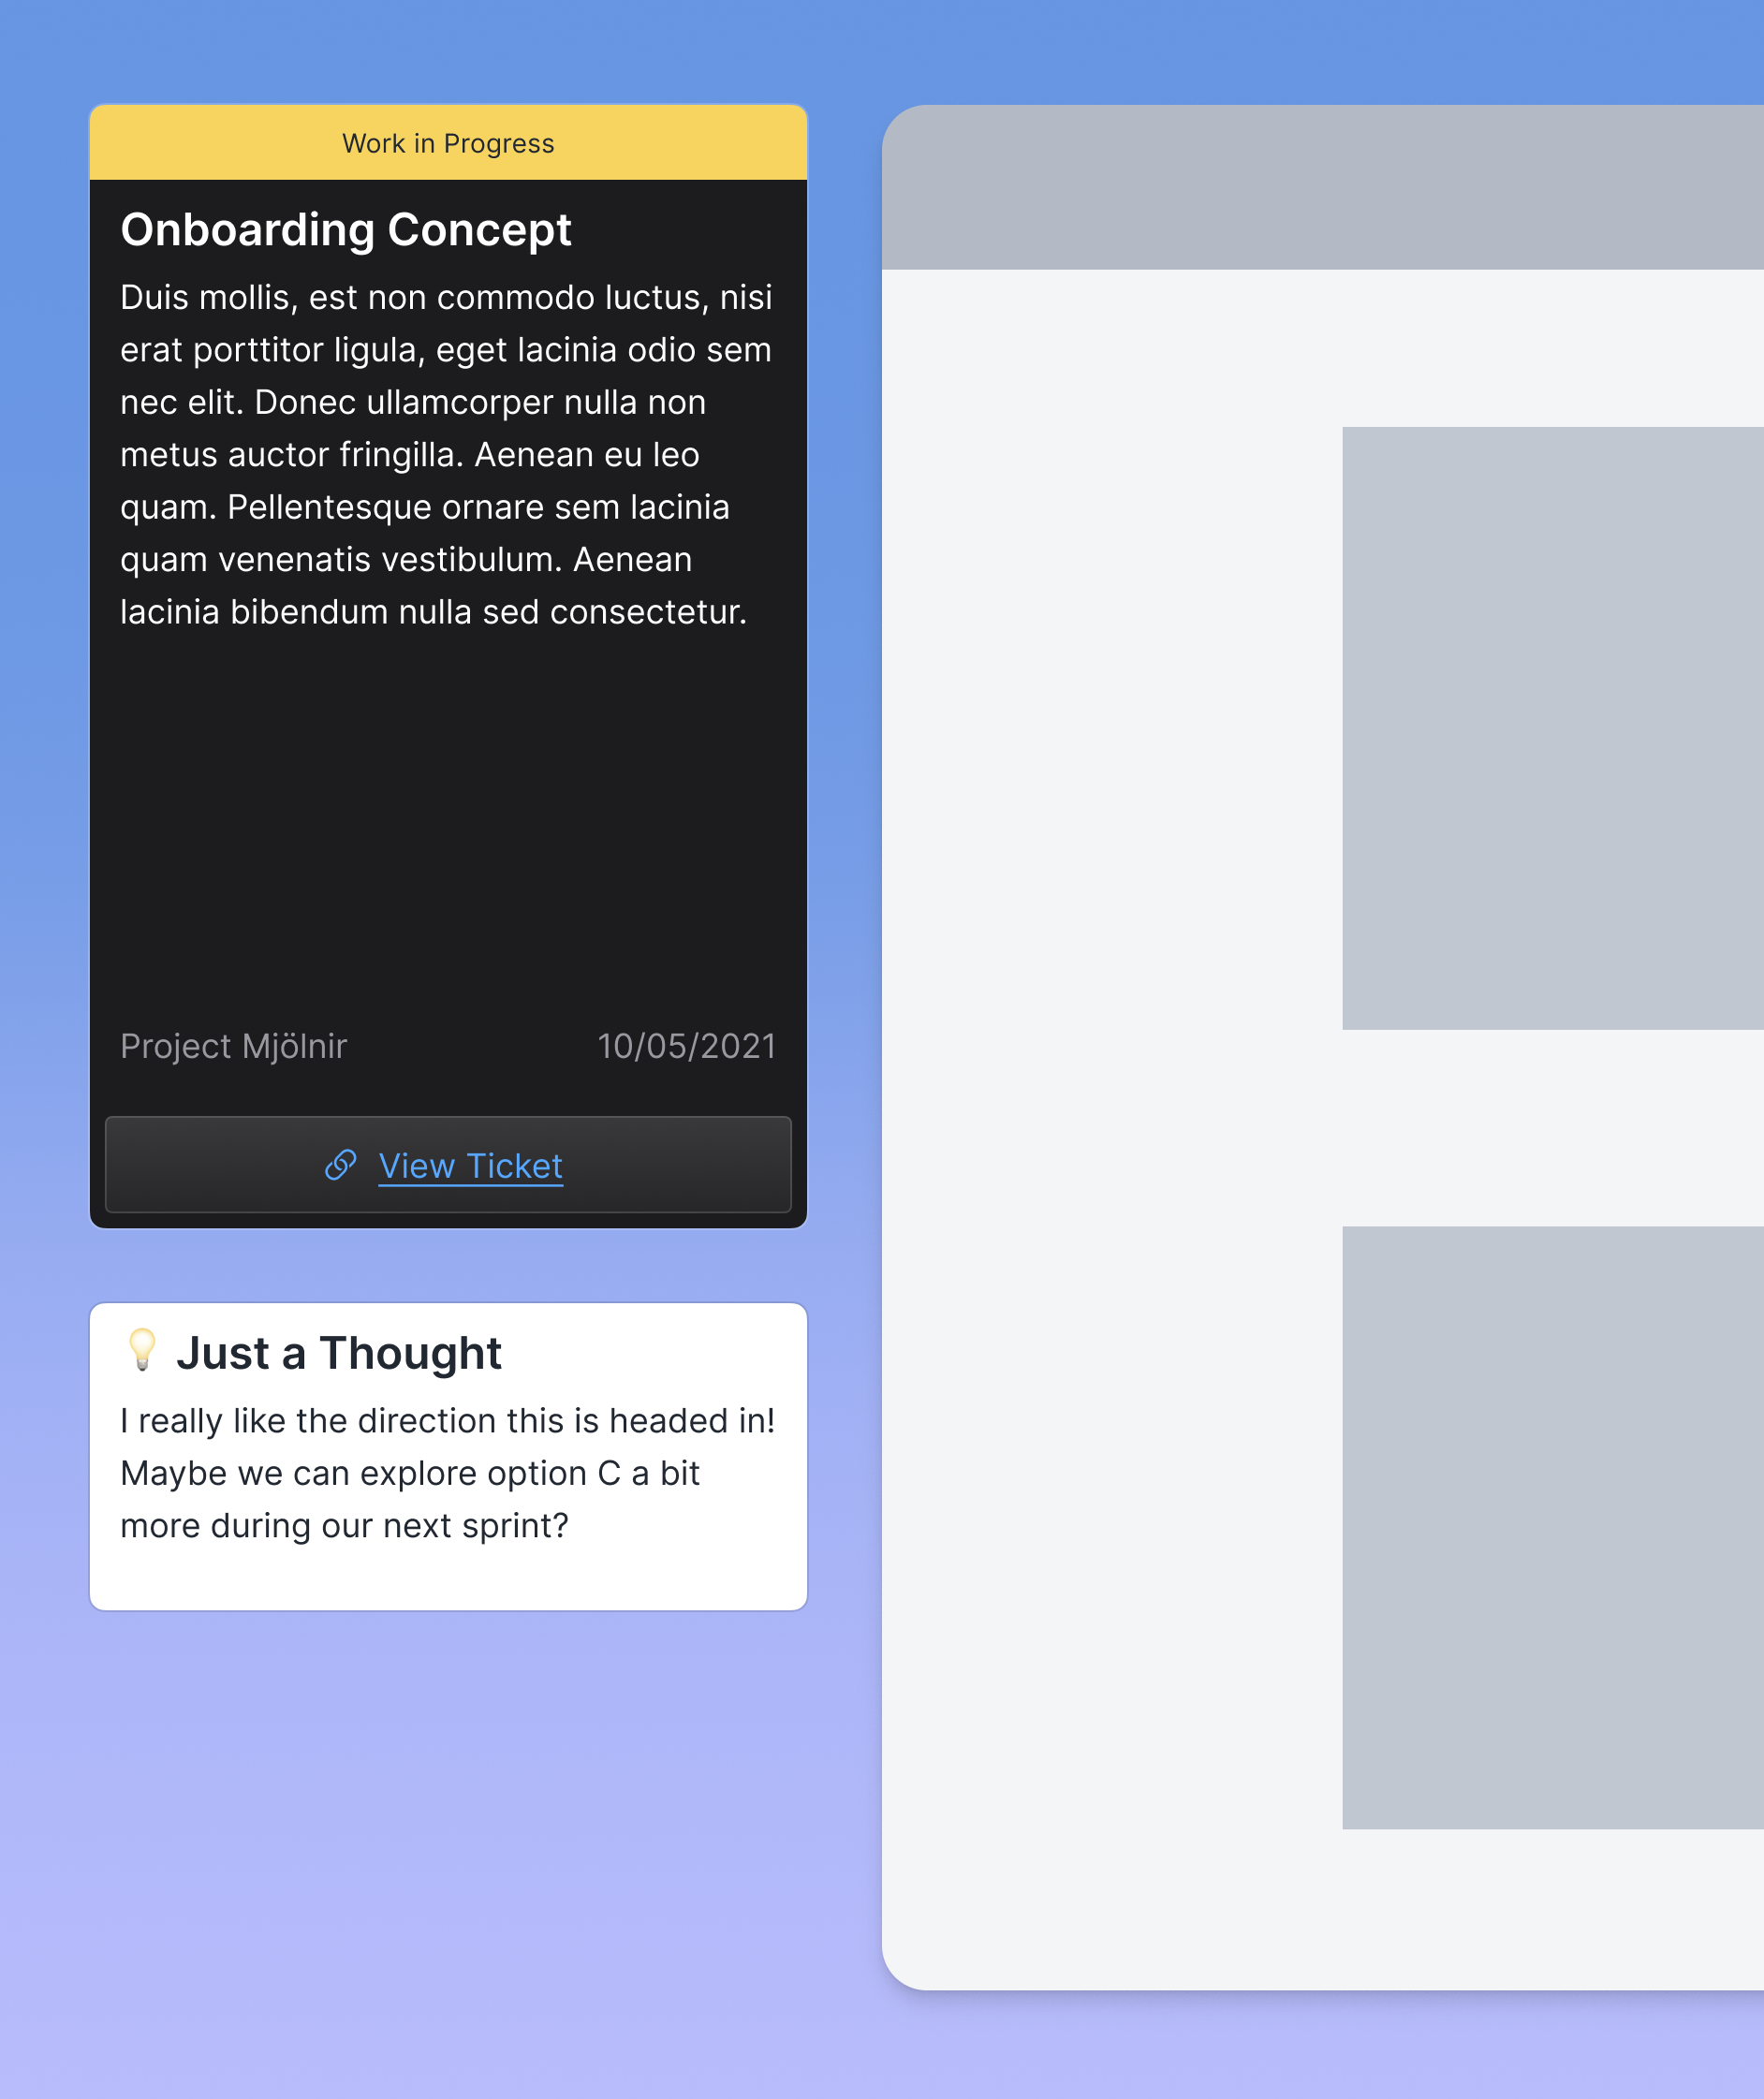 Work in Progress
Onboarding Concept
Duis mollis, est non commodo luctus, nisi
erat porttitor ligula, eget lacinia odio sem
nec elit. Donec ullamcorper nulla non
metus auctor fringilla. Aenean eu leo
quam. Pellentesque ornare sem lacinia
quam venenatis vestibulum. Aenean
lacinia bibendum nulla sed consectetur.
Project Mjölnir 10/05/2021
View Ticket
💡 Just a Thought
I really like the direction this is headed in!
Maybe we can explore option C a bit
more during our next sprint?